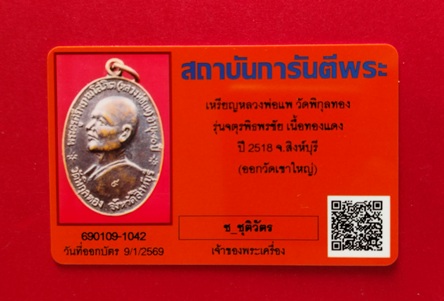 สถาบันการันตีพระ
เหรียญหลวงพ่อแพ วัดพิกุลทอง
รุ่นจตุรพิธพรชัย เนื้อทองแดง
ปี 2518 จ.สิงห์บุรี
(ออกวัดเขาใหญ่)
ช_ชุติวัตร
เจ้าของพระเครื่อง
690109-1042
วันที่ออกบัตร 9/1/2569